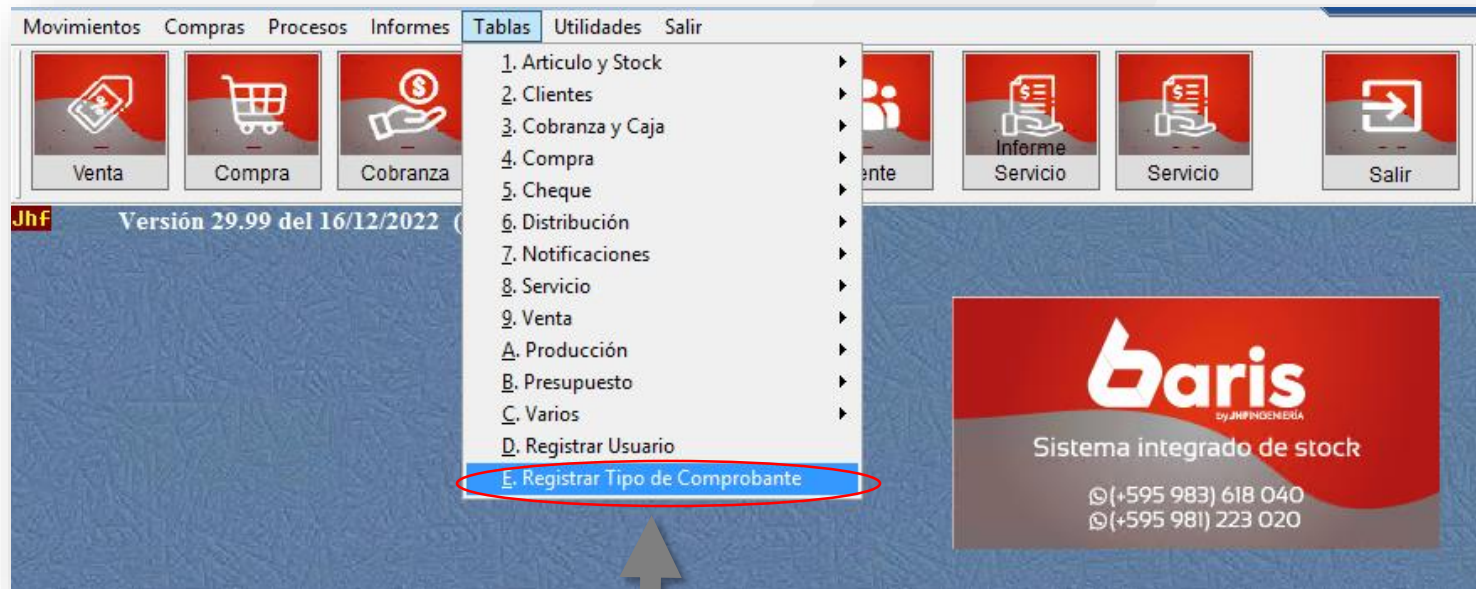 Movimientos Compras Procesos Informes Tablas Utilidades Salir
1. Articulo y Stock
2. Clientes
3. Cobranza y Caja
4. Compra
5. Cheque
6. Distribución
7. Notificaciones
8. Servicio
9. Venta
A. Producción
B. Presupuesto
C. Varios
D. Registrar Usuario
E. Registrar Tipo de Comprobante
Venta
Compra
Cobranza
ente
Informe
Servicio
Servicio
Salir
Jhf Versión 29.99 del 16/12/2022 (
baris
by JHF INGENIERÍA
Sistema integrado de stock
(+595 983) 618 040
(+595 981) 223 020